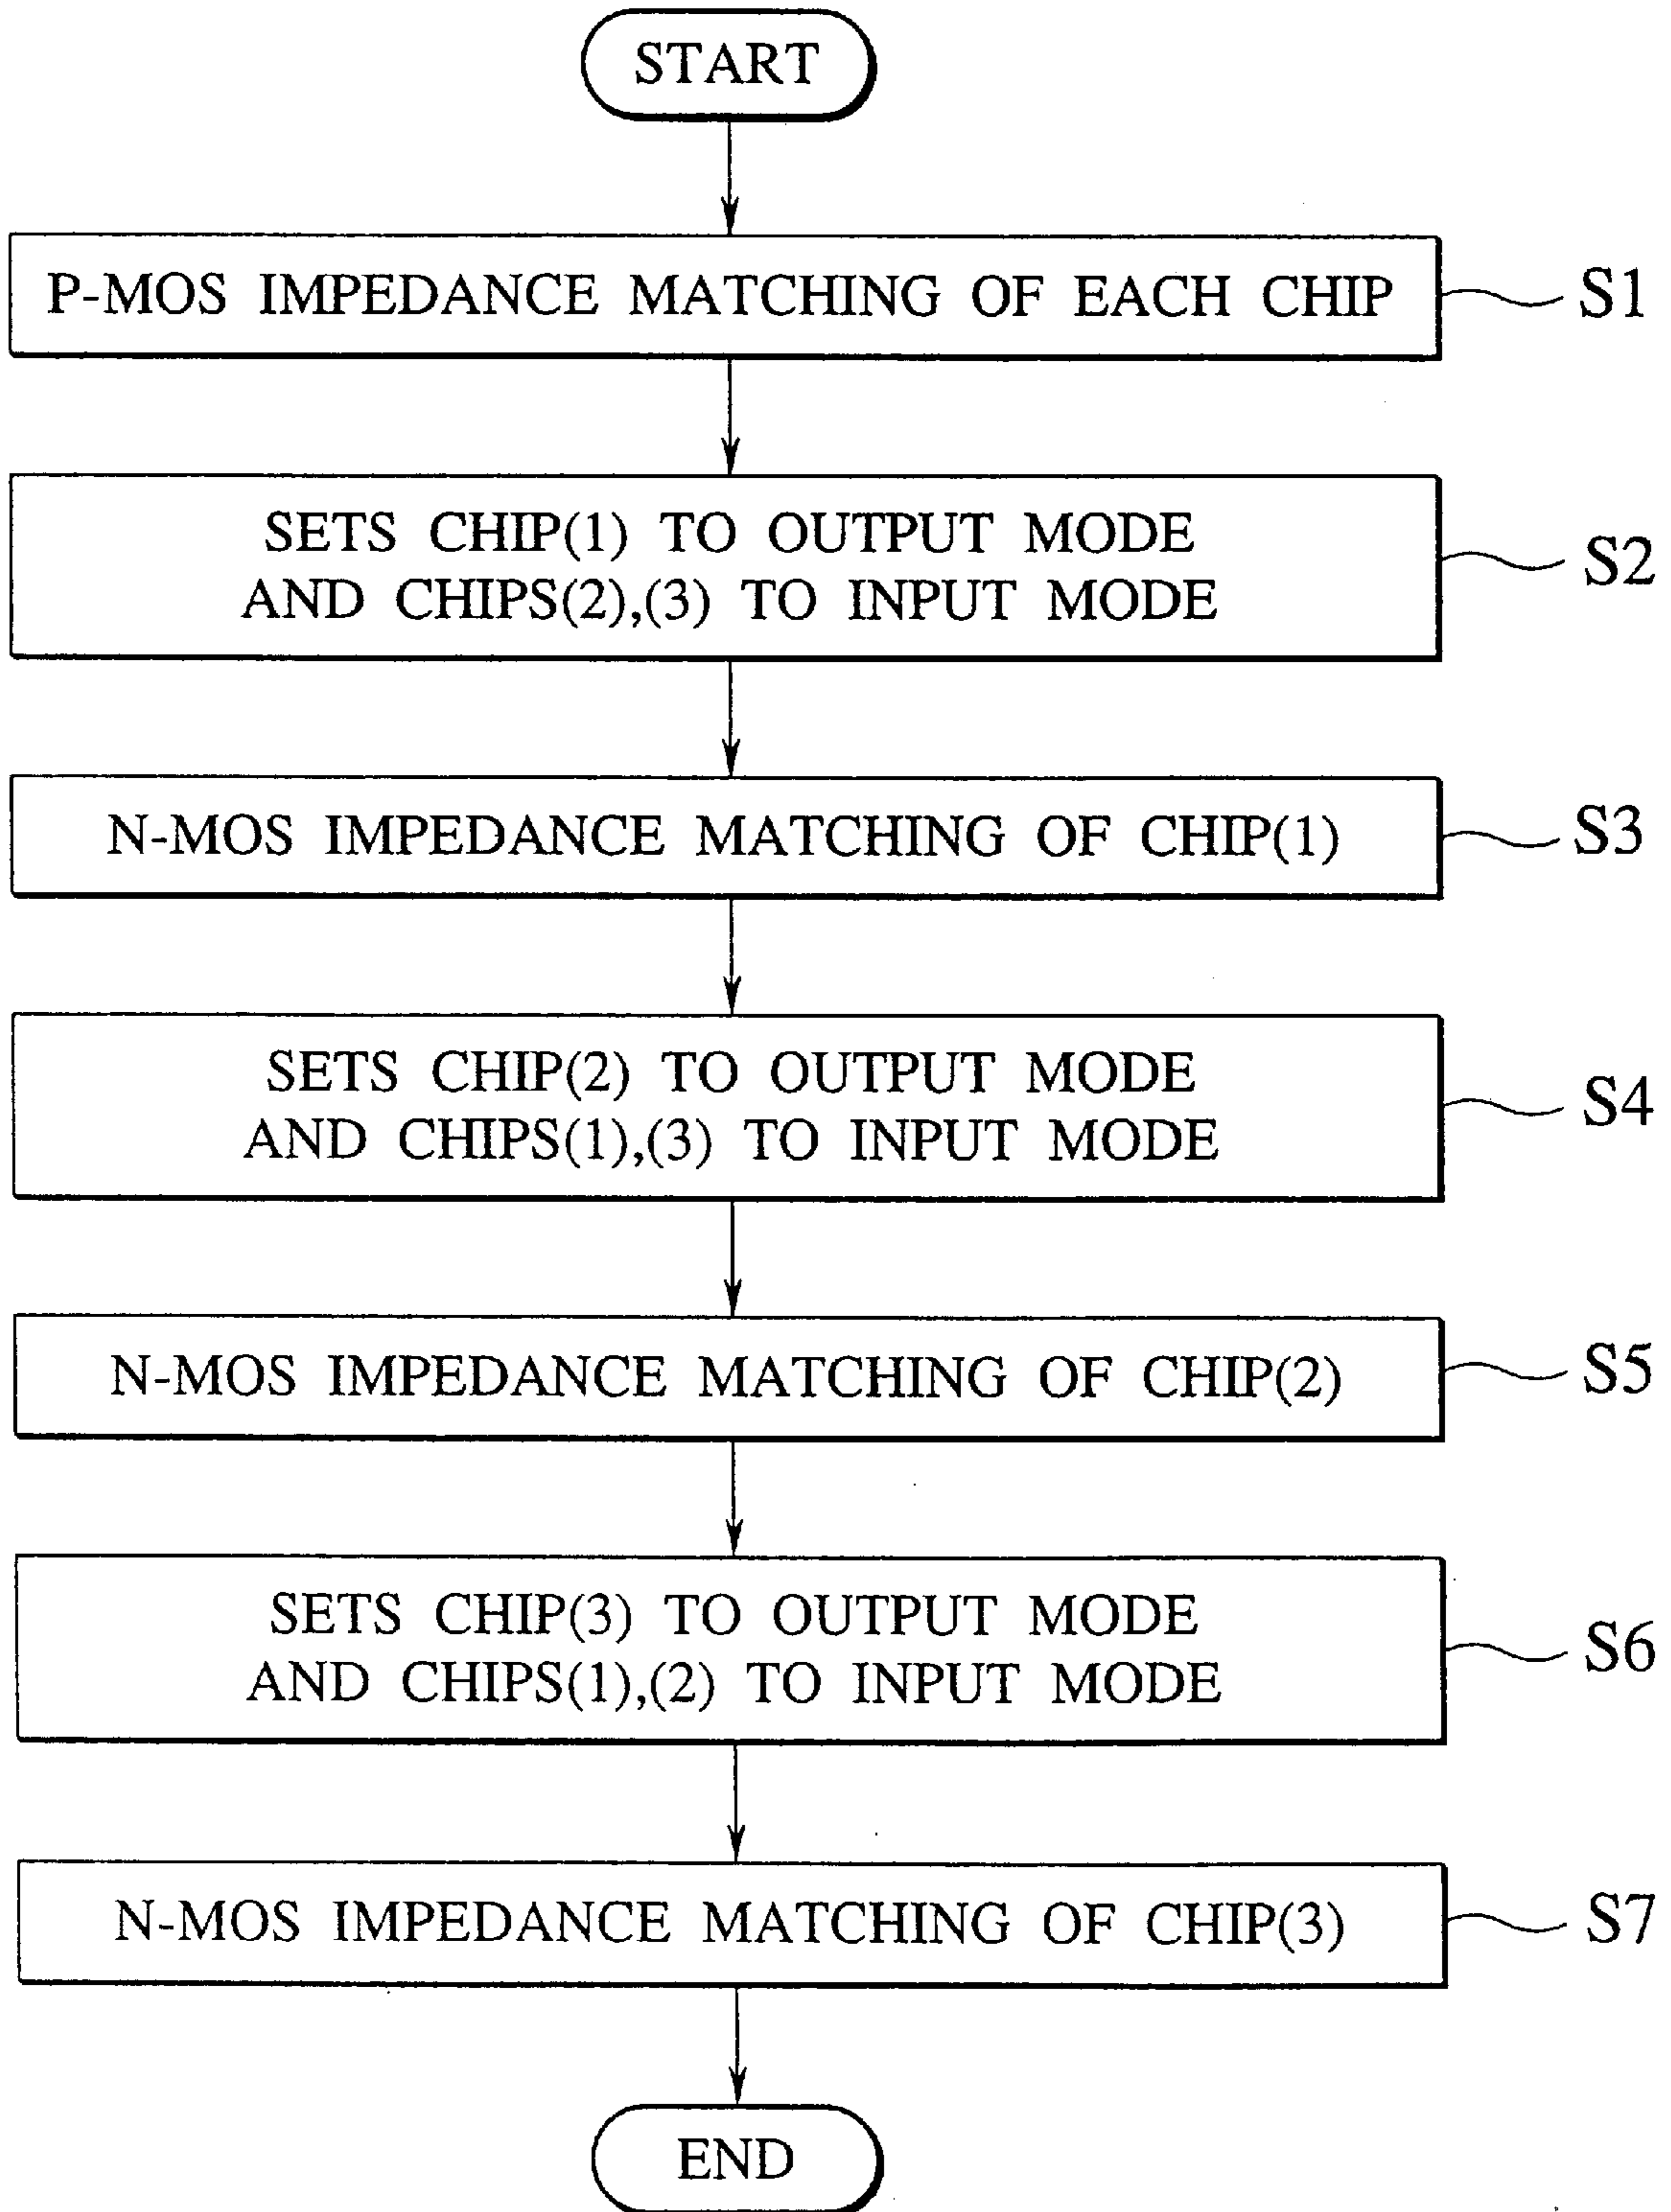 START
P-MOS IMPEDANCE MATCHING OF EACH CHIP
S1
SETS CHIP(1) TO OUTPUT MODE
AND CHIPS(2),(3) TO INPUT MODE
S2
N-MOS IMPEDANCE MATCHING OF CHIP(1)
S3
SETS CHIP(2) TO OUTPUT MODE
AND CHIPS(1),(3) TO INPUT MODE
S4
N-MOS IMPEDANCE MATCHING OF CHIP(2)
S5
SETS CHIP(3) TO OUTPUT MODE
AND CHIPS(1),(2) TO INPUT MODE
S6
N-MOS IMPEDANCE MATCHING OF CHIP(3)
S7
END